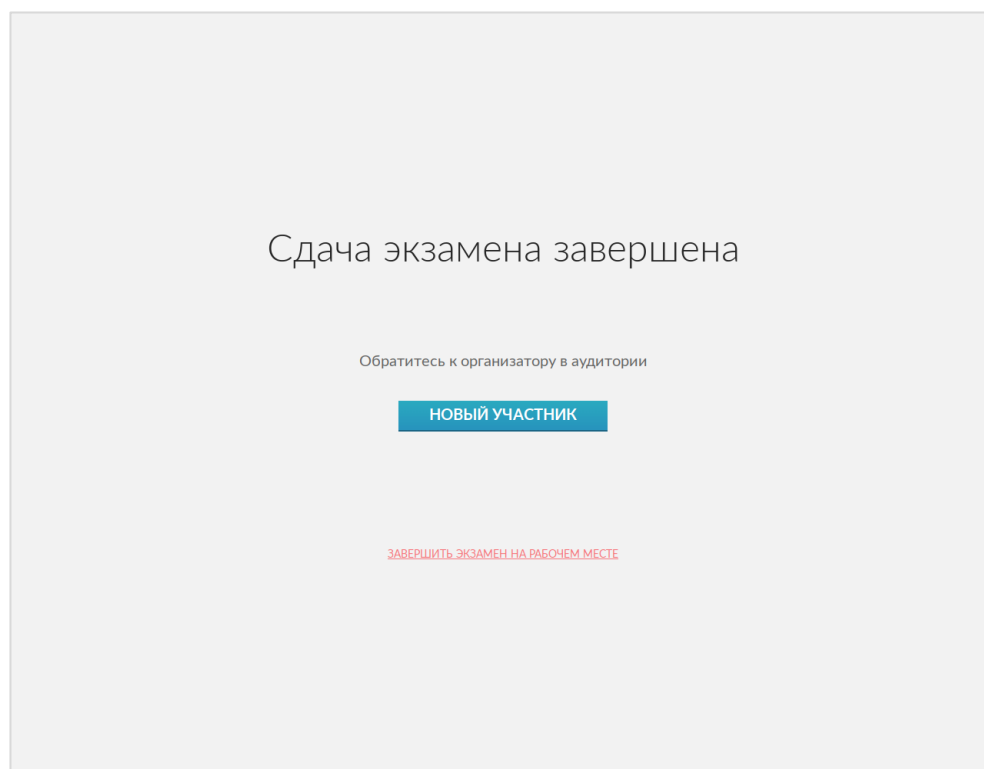 Сдача экзамена завершена
Обратитесь к организатору в аудитории
НОВЫЙ УЧАСТНИК
ЗАВЕРШИТЬ ЭКЗАМЕН НА РАБОЧЕМ МЕСТЕ